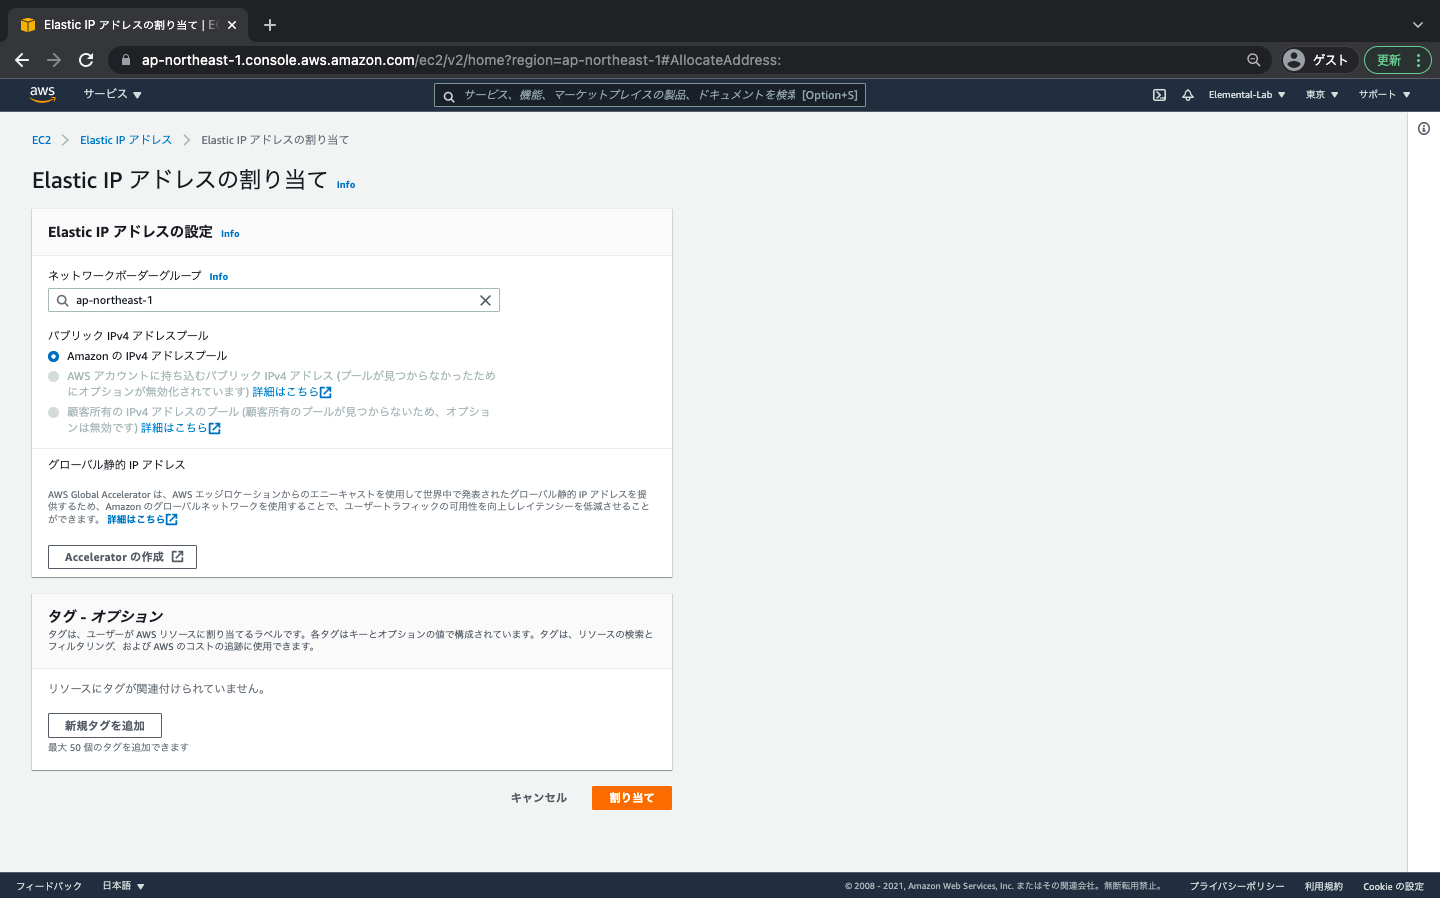 Elastic IP アドレスの割り当て | E
ap-northeast-1.console.aws.amazon.com/ec2/v2/home?region=ap-northeast-1#AllocateAddress:
ゲスト
更新
aws
サービス
サービス、機能、マーケットプレイスの製品、ドキュメントを検索 [Option+S]
Elemental-Lab
東京
サポート
EC2
Elastic IP アドレス
Elastic IP アドレスの割り当て
Elastic IP アドレスの割り当て Info
Elastic IP アドレスの設定 Info
ネットワークボーダーグループ Info
ap-northeast-1
パブリック IPv4 アドレスプール
Amazon の IPv4 アドレスプール
AWS アカウントに持ち込むパブリック IPv4 アドレス (プールが見つからなかったため
にオプションが無効化されています) 詳細はこちら
顧客所有の IPv4 アドレスのプール (顧客所有のプールが見つからないため、オプショ
ンは無効です) 詳細はこちら
グローバル静的 IP アドレス
AWS Global Accelerator は、AWS エッジロケーションからのエニーキャストを使用して世界中で発表されたグローバル静的 IP アドレスを提
供するため、Amazon のグローバルネットワークを使用することで、ユーザートラフィックの可用性を向上しレイテンシーを低減させること
ができます。 詳細はこちら
Accelerator の作成
タグ - オプション
タグは、ユーザーが AWS リソースに割り当てるラベルです。各タグはキーとオプションの値で構成されています。タグは、リソースの検索と
フィルタリング、および AWS のコストの追跡に使用できます。
リソースにタグが関連付けられていません。
新規タグを追加
最大 50 個のタグを追加できます
キャンセル
割り当て
フィードバック
日本語
© 2008 - 2021, Amazon Web Services, Inc. またはその関連会社。無断転用禁止。
プライバシーポリシー
利用規約
Cookie の設定